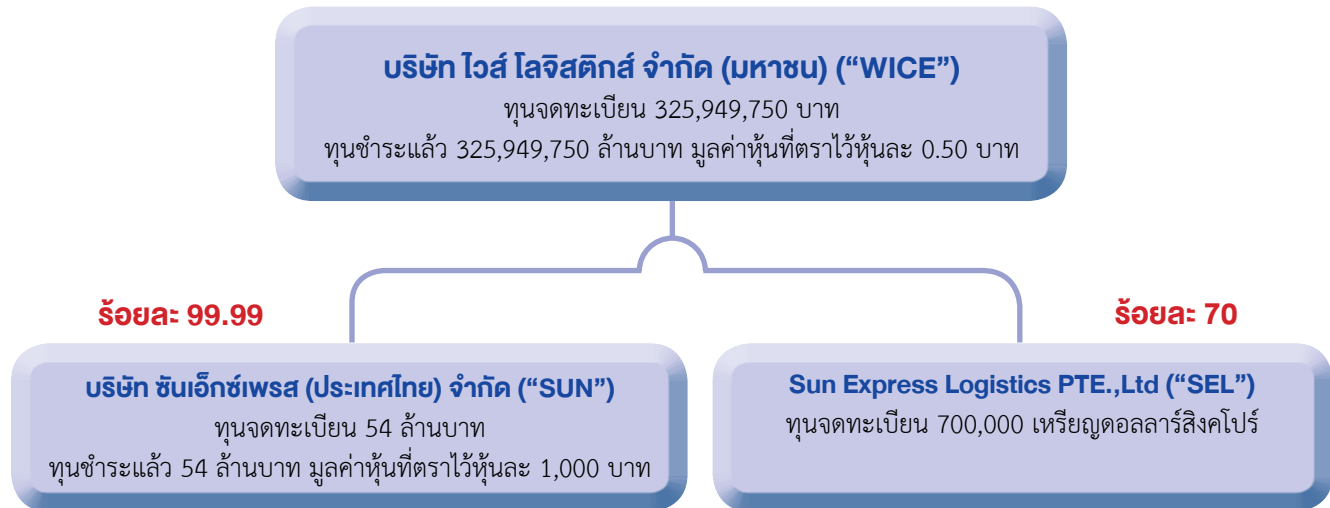 บริษัท ไวส์ โลจิสติกส์ จำกัด (มหาชน) (“WICE”)
ทุนจดทะเบียน 325,949,750 บาท
ทุนชำระแล้ว 325,949,750 ล้านบาท มูลค่าหุ้นที่ตราไว้หุ้นละ 0.50 บาท
ร้อยละ 99.99
ร้อยละ 70
บริษัท ซันเอ็กซ์เพรส (ประเทศไทย) จำกัด (“SUN”)
ทุนจดทะเบียน 54 ล้านบาท
ทุนชำระแล้ว 54 ล้านบาท มูลค่าหุ้นที่ตราไว้หุ้นละ 1,000 บาท
Sun Express Logistics PTE.,Ltd (“SEL”)
ทุนจดทะเบียน 700,000 เหรียญดอลลาร์สิงคโปร์